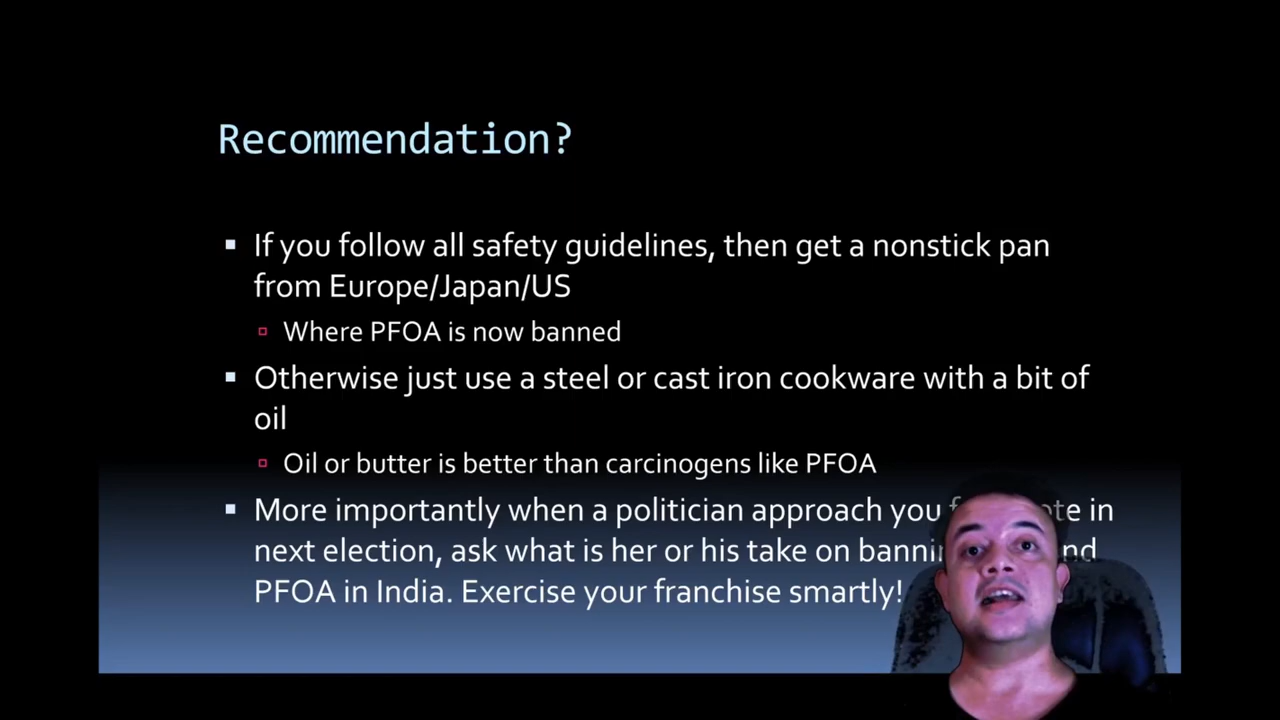 Recommendation?
▪ If you follow all safety guidelines, then get a nonstick pan
from Europe/Japan/US
▫ Where PFOA is now banned
▪ Otherwise just use a steel or cast iron cookware with a bit of
oil
▫ Oil or butter is better than carcinogens like PFOA
▪ More importantly when a politician approach you in
next election, ask what is her or his take on
PFOA in India. Exercise your franchise smartly!